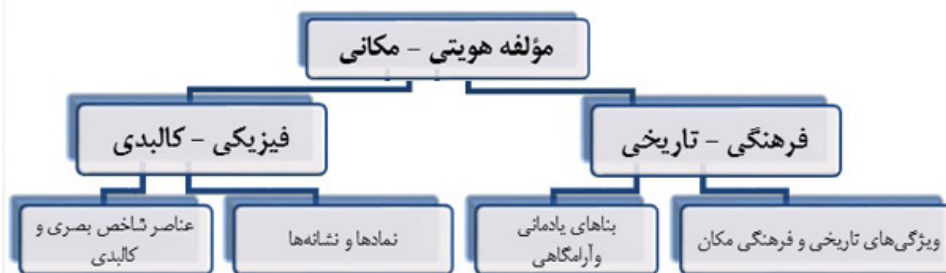 مؤلفه هویتی - مکانی
فرهنگی - تاریخی
فیزیکی - کالبدی
ویژگی‌های تاریخی و فرهنگی مکان
بناهای یادمانی
وآرامگاهی
نمادها و نشانه‌ها
عناصر شاخص بصری و
کالبدی